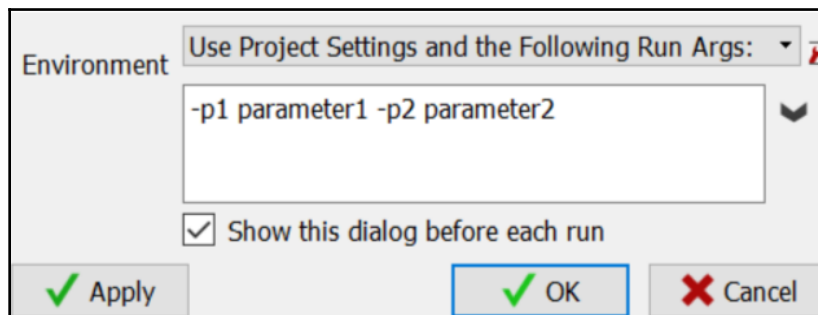 Environment
Use Project Settings and the Following Run Args:
-p1 parameter1 -p2 parameter2
Show this dialog before each run
Apply
OK
Cancel